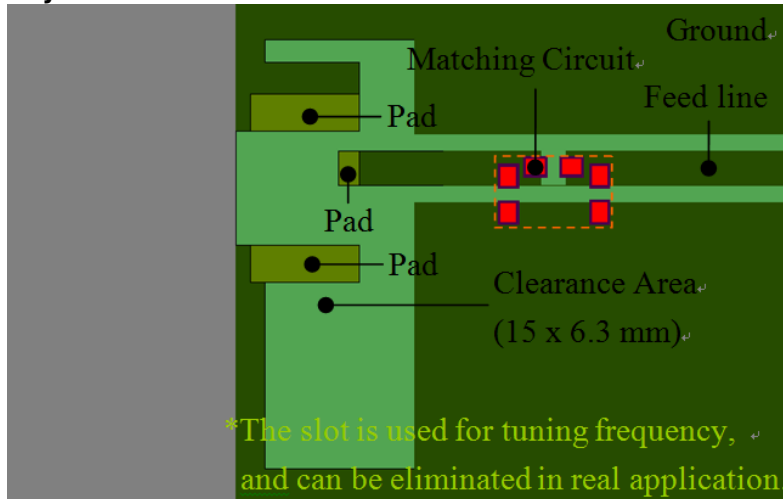 Ground
Matching Circuit
Feed line
Pad
Pad
Pad
Clearance Area
(15 x 6.3 mm)
*The slot is used for tuning frequency,
and can be eliminated in real application